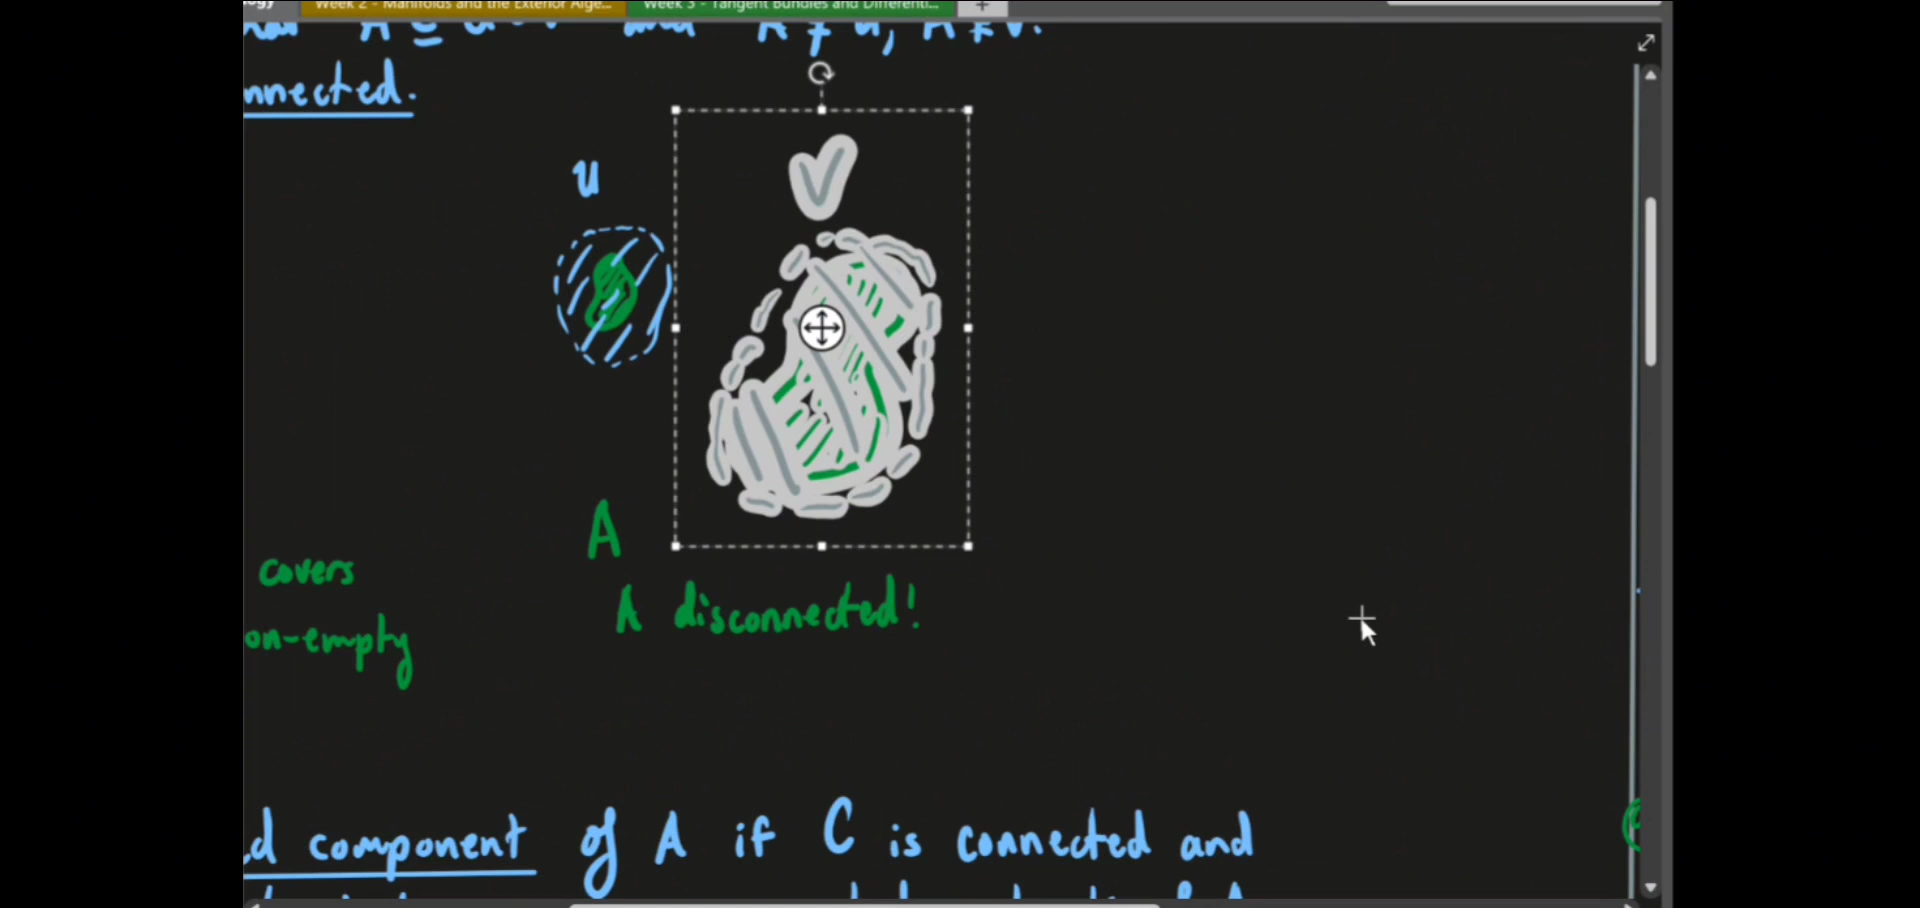 Week 2 - Manifolds and the Exterior Alge...
Week 3 - Tangent Bundles and Differenti...
+
and A ≠ U, A ≠ V.
nnected.
U
V
A
A disconnected!
covers
on-empty
d component of A if C is connected and